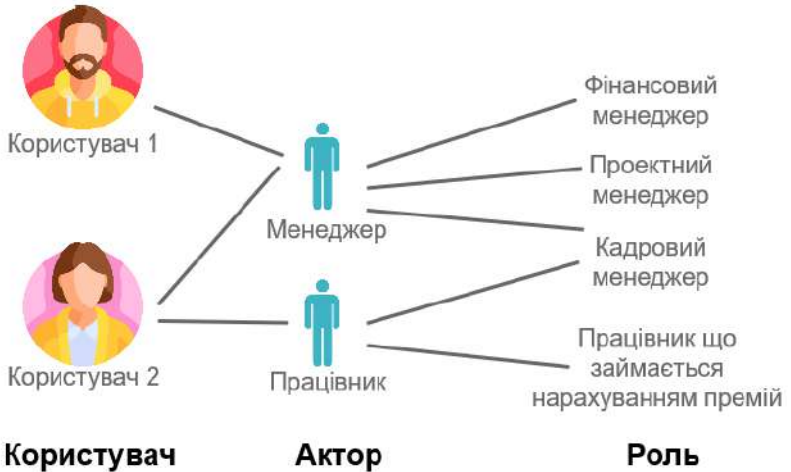 Користувач 1
Користувач 2
Менеджер
Працівник
Фінансовий
менеджер
Проектний
менеджер
Кадровий
менеджер
Працівник що
займається
нарахуванням премій
Користувач
Актор
Роль